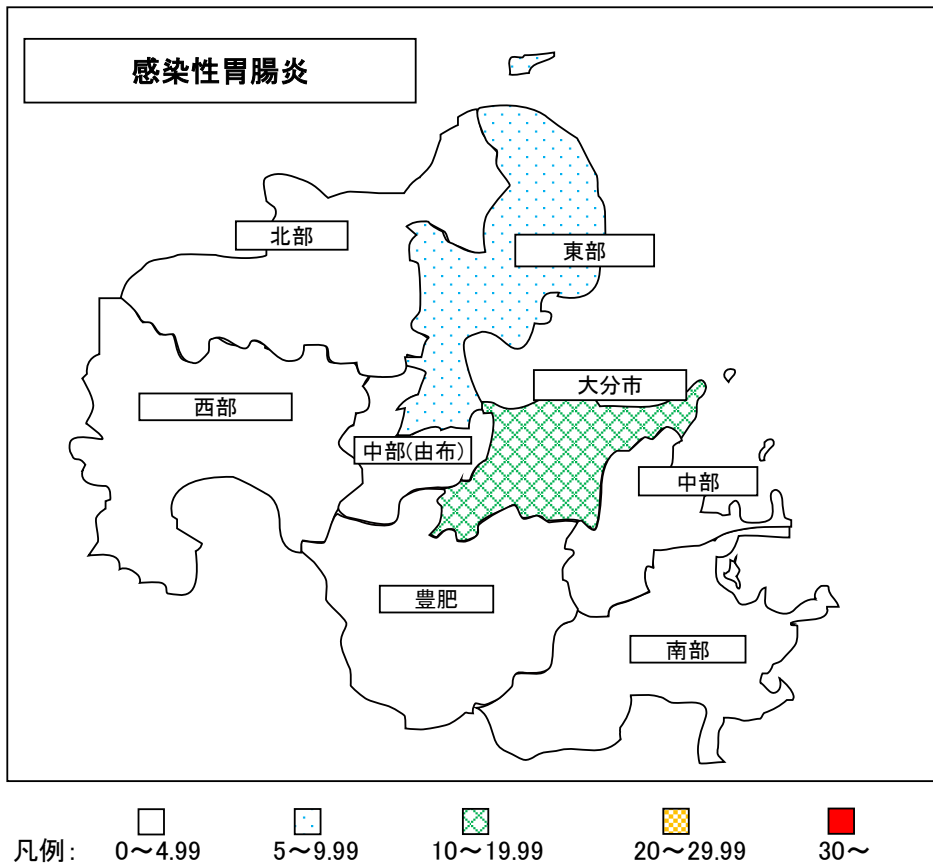 感染性胃腸炎
北部
東部
大分市
西部
中部(由布)
中部
豊肥
南部
凡例: 0～4.99 5～9.99 10～19.99 20～29.99 30～